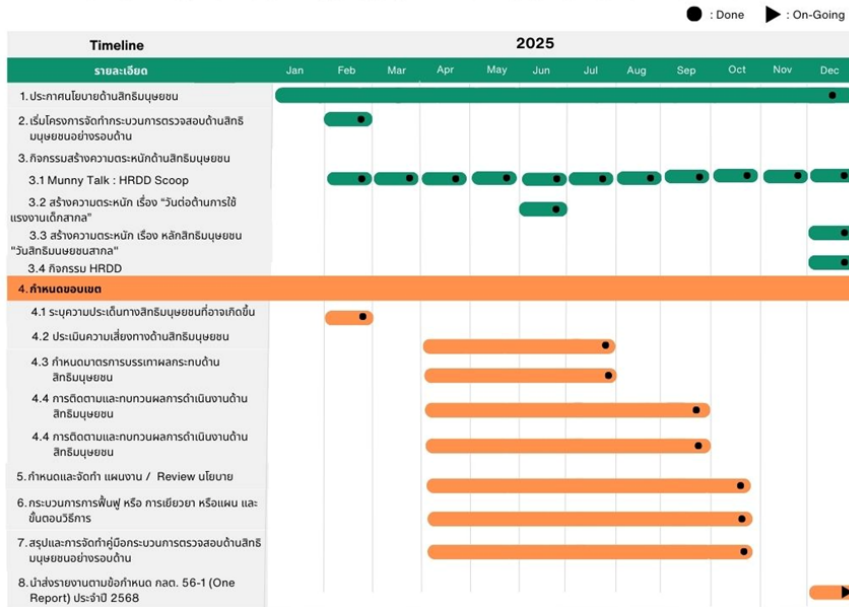 : Done : On-Going
Timeline 2025
รายละเอียด Jan Feb Mar Apr May Jun Jul Aug Sep Oct Nov Dec
1.ประกาศนโยบายด้านสิทธิมนุษยชน
2.เริ่มโครงการจัดทำกระบวนการตรวจสอบด้านสิทธิ
มนุษยชนอย่างรอบด้าน
3.กิจกรรมสร้างความตระหนักด้านสิทธิมนุษยชน
3.1 Munny Talk : HRDD Scoop
3.2 สร้างความตระหนัก เรื่อง "วันต่อต้านการใช้
แรงงานเด็กสากล"
3.3 สร้างความตระหนัก เรื่อง หลักสิทธิมนุษยชน
"วันสิทธิมนุษยชนสากล"
3.4 กิจกรรม HRDD
4.กำหนดขอบเขต
4.1 ระบุความประเด็นทางสิทธิมนุษยชนที่อาจเกิดขึ้น
4.2 ประเมินความเสี่ยงทางด้านสิทธิมนุษยชน
4.3 กำหนดมาตรการบรรเทาผลกระทบด้าน
สิทธิมนุษยชน
4.4 การติดตามและทบทวนผลการดำเนินงานด้าน
สิทธิมนุษยชน
4.4 การติดตามและทบทวนผลการดำเนินงานด้าน
สิทธิมนุษยชน
5.กำหนดและจัดทำ แผนงาน / Review นโยบาย
6.กระบวนการการฟื้นฟู หรือ การเยียวยา หรือแผน และ
ขั้นตอนวิธีการ
7.สรุปและการจัดทำคู่มือกระบวนการตรวจสอบด้านสิทธิ
มนุษยชนอย่างรอบด้าน
8.นำส่งรายงานตามข้อกำหนด กลต. 56-1 (One
Report) ประจำปี 2568